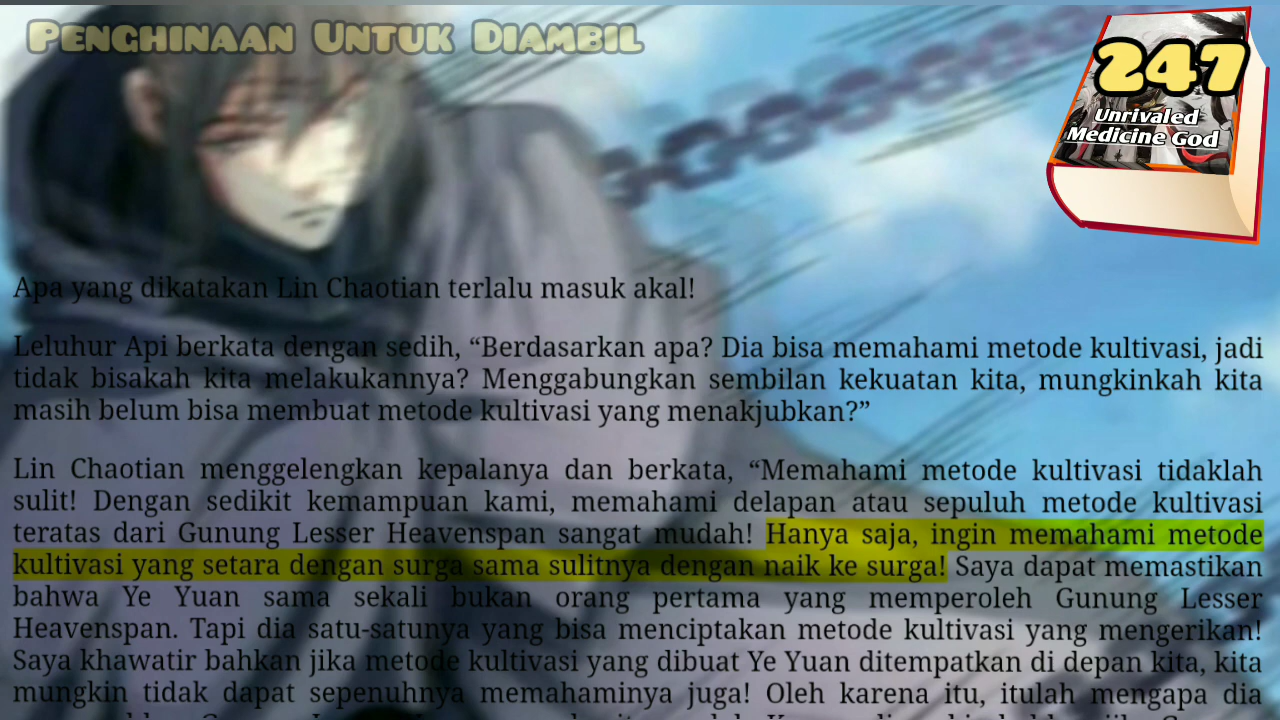 Penghinaan Untuk Diambil
247
Unrivaled
Medicine God
Apa yang dikatakan Lin Chaotian terlalu masuk akal!
Leluhur Api berkata dengan sedih, “Berdasarkan apa? Dia bisa memahami metode kultivasi, jadi
tidak bisakah kita melakukannya? Menggabungkan sembilan kekuatan kita, mungkinkah kita
masih belum bisa membuat metode kultivasi yang menakjubkan?”
Lin Chaotian menggelengkan kepalanya dan berkata, “Memahami metode kultivasi tidaklah
sulit! Dengan sedikit kemampuan kami, memahami delapan atau sepuluh metode kultivasi
teratas dari Gunung Lesser Heavenspan sangat mudah! Hanya saja, ingin memahami metode
kultivasi yang setara dengan surga sama sulitnya dengan naik ke surga! Saya dapat memastikan
bahwa Ye Yuan sama sekali bukan orang pertama yang memperoleh Gunung Lesser
Heavenspan. Tapi dia satu-satunya yang bisa menciptakan metode kultivasi yang mengerikan!
Saya khawatir bahkan jika metode kultivasi yang dibuat Ye Yuan ditempatkan di depan kita, kita
mungkin tidak dapat sepenuhnya memahaminya juga! Oleh karena itu, itulah mengapa dia